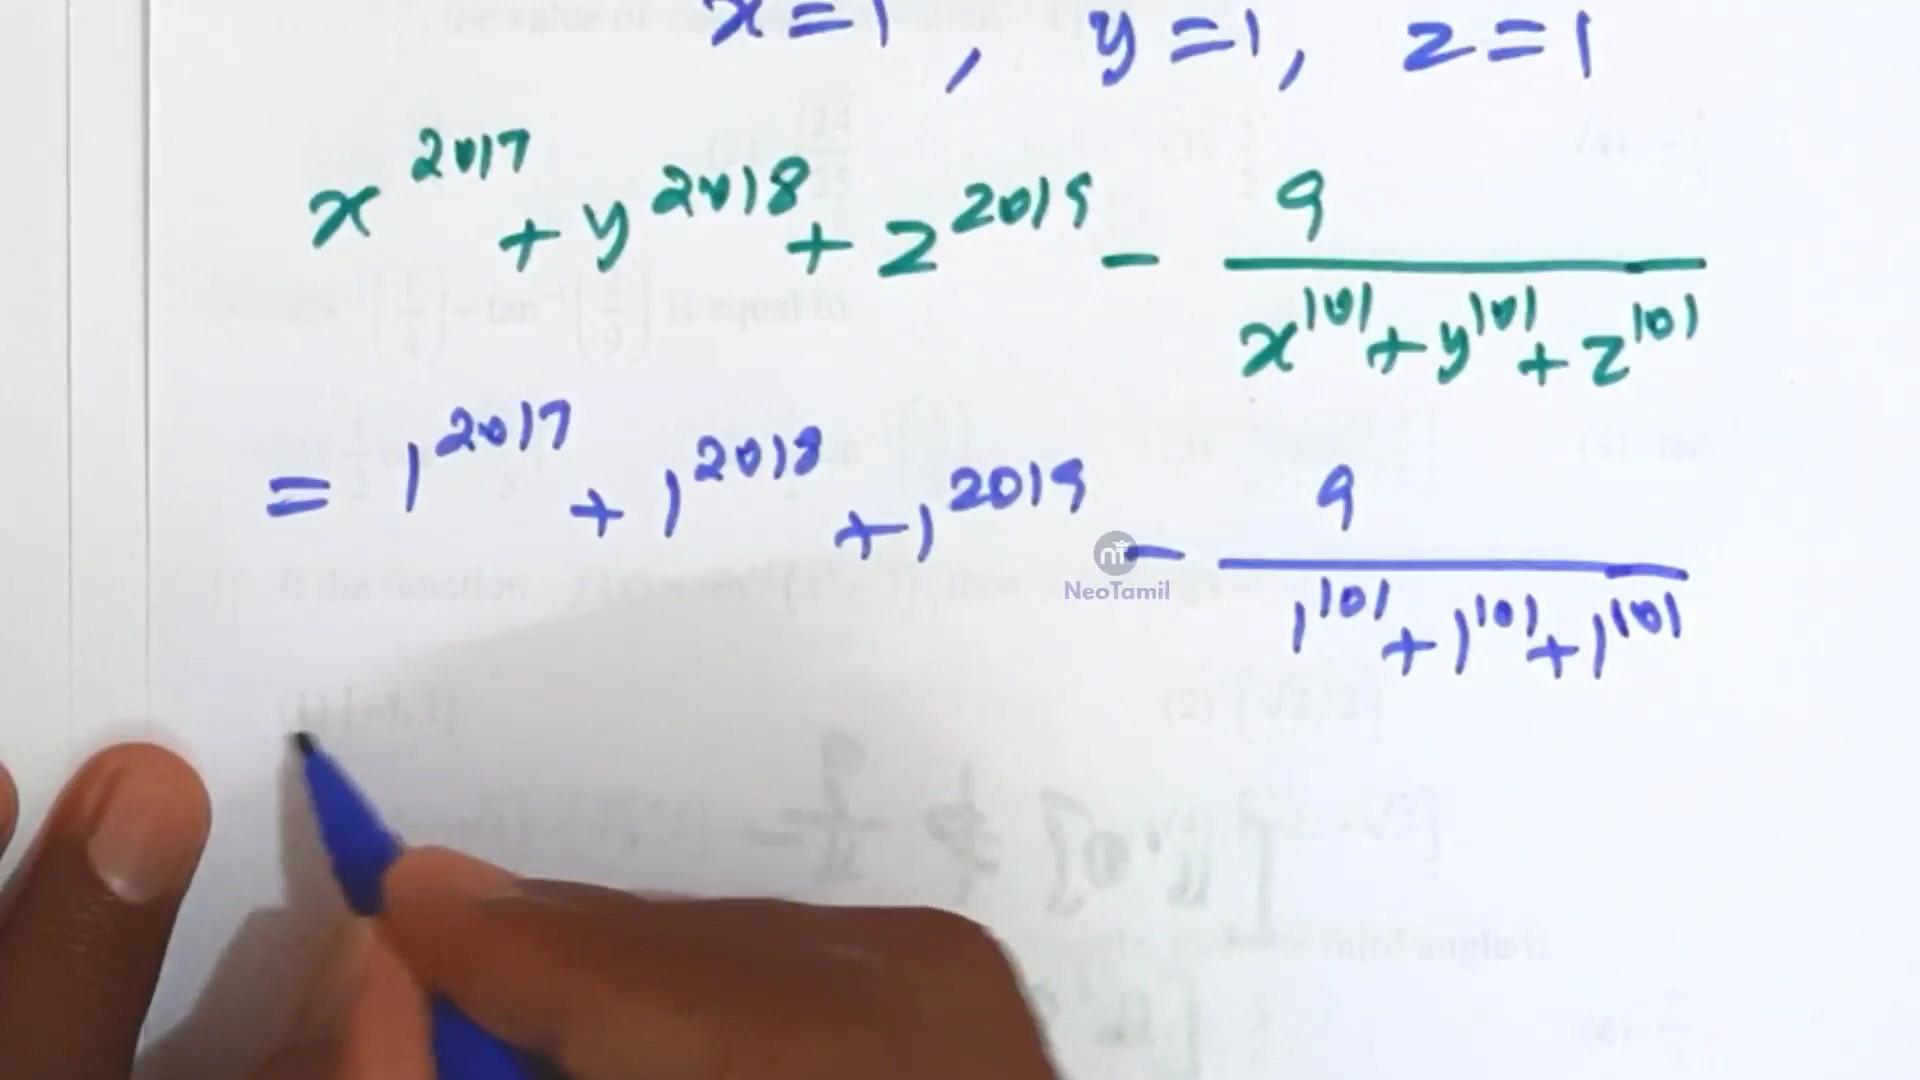 x=1 , y=1, z=1
x^2017 + y^2018 + z^2019 - 9/(x^101 + y^101 + z^101)
= 1^2017 + 1^2018 + 1^2019 - 9/(1^101 + 1^101 + 1^101)
NeoTamil